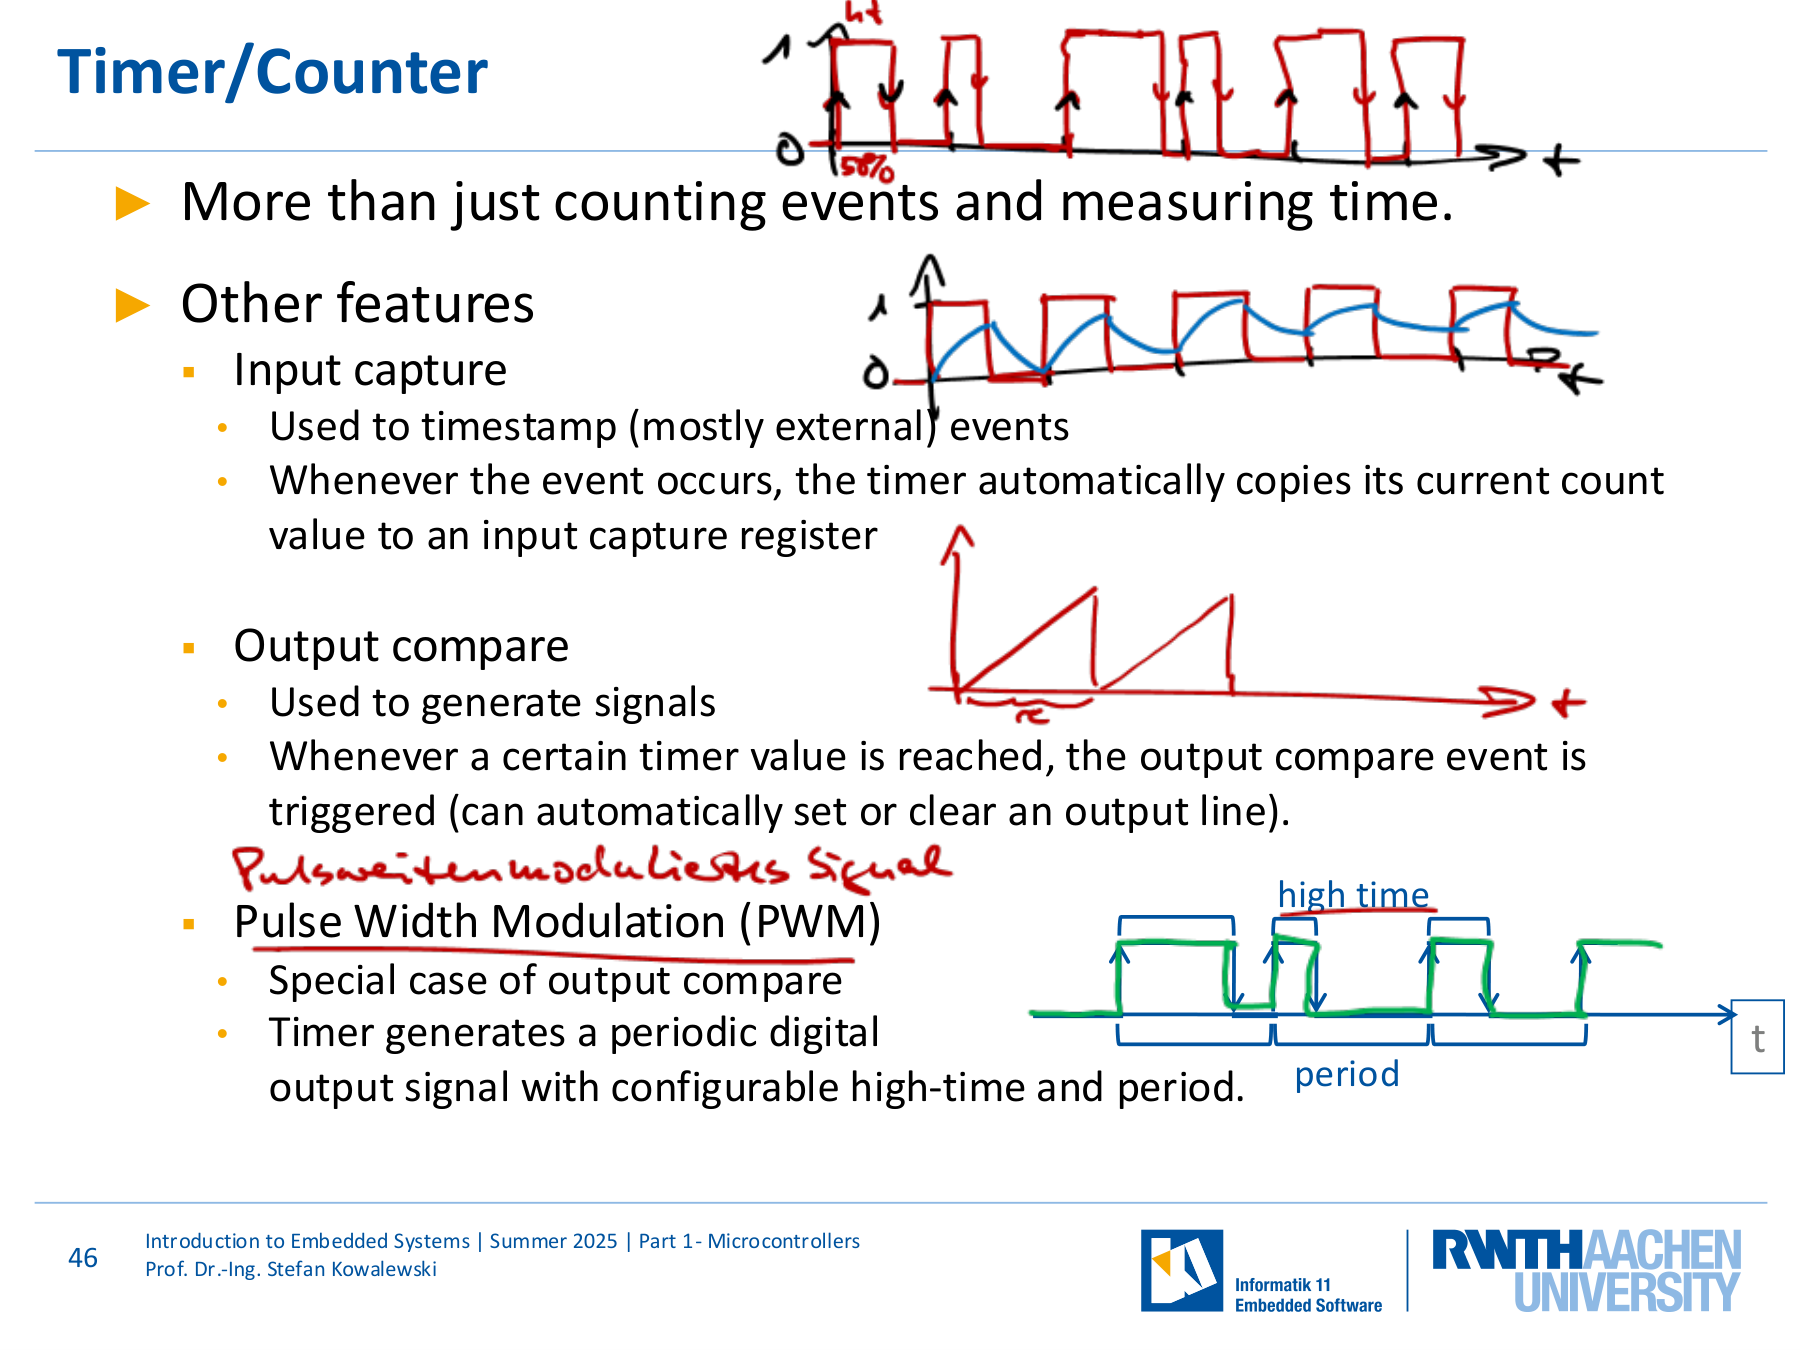 Timer/Counter
1
ht
0
50%
t
► More than just counting events and measuring time.
► Other features
1
0
t
▪ Input capture
• Used to timestamp (mostly external) events
• Whenever the event occurs, the timer automatically copies its current count
value to an input capture register
▪ Output compare
t
• Used to generate signals
• Whenever a certain timer value is reached, the output compare event is
triggered (can automatically set or clear an output line).
Pulsweitenmoduliertes Signal
▪ Pulse Width Modulation (PWM)
high time
• Special case of output compare
• Timer generates a periodic digital
output signal with configurable high-time and period.
t
period
46
Introduction to Embedded Systems | Summer 2025 | Part 1- Microcontrollers
Prof. Dr.-Ing. Stefan Kowalewski
Informatik 11
Embedded Software
RWTH AACHEN
UNIVERSITY